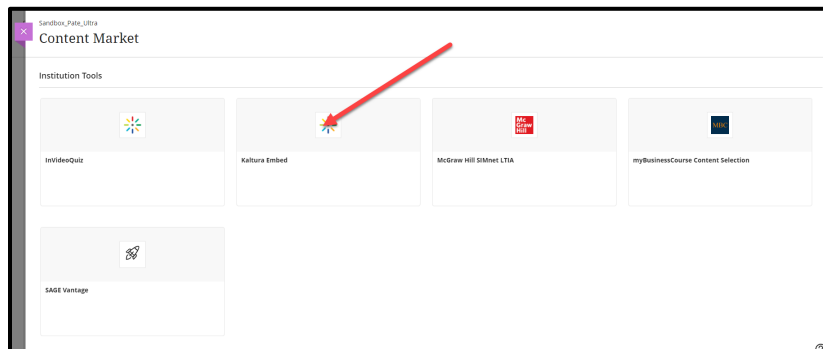 Sandbox_Pate_Ultra
Content Market
Institution Tools
InVideoQuiz
Kaltura Embed
Mc
Graw
Hill
McGraw Hill SIMnet LTIA
MBC
myBusinessCourse Content Selection
SAGE Vantage